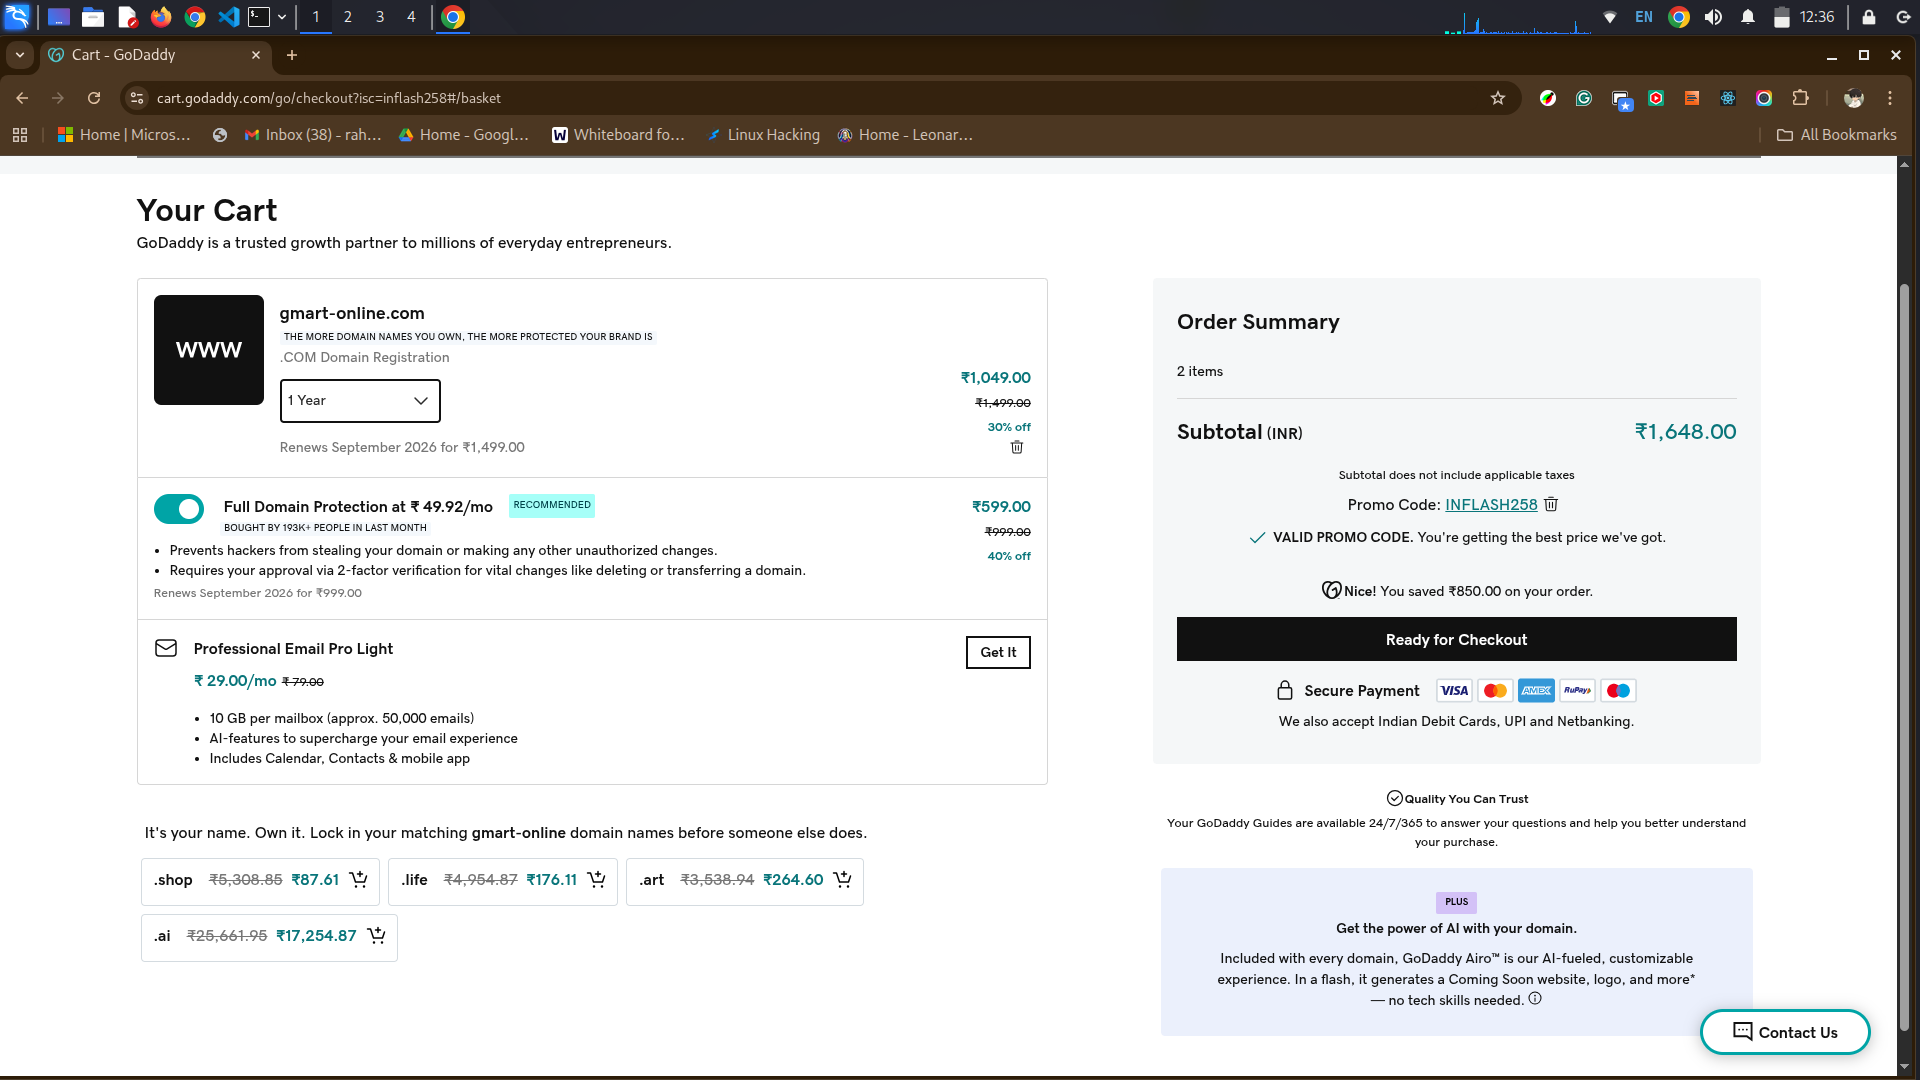 1 2 3 4
EN 12:36
Cart - GoDaddy
cart.godaddy.com/go/checkout?isc=inflash258#/basket
Home | Micros...
Inbox (38) - rah...
Home - Googl...
Whiteboard fo...
Linux Hacking
Home - Leonar...
All Bookmarks
Your Cart
GoDaddy is a trusted growth partner to millions of everyday entrepreneurs.
www
gmart-online.com
THE MORE DOMAIN NAMES YOU OWN, THE MORE PROTECTED YOUR BRAND IS
.COM Domain Registration
1 Year
Renews September 2026 for ₹1,499.00
₹1,049.00
₹1,499.00
30% off
Full Domain Protection at ₹ 49.92/mo RECOMMENDED
BOUGHT BY 193K+ PEOPLE IN LAST MONTH
• Prevents hackers from stealing your domain or making any other unauthorized changes.
• Requires your approval via 2-factor verification for vital changes like deleting or transferring a domain.
Renews September 2026 for ₹999.00
₹599.00
₹999.00
40% off
Professional Email Pro Light
₹ 29.00/mo ₹ 79.00
• 10 GB per mailbox (approx. 50,000 emails)
• AI-features to supercharge your email experience
• Includes Calendar, Contacts & mobile app
Get It
It's your name. Own it. Lock in your matching gmart-online domain names before someone else does.
.shop ₹5,308.85 ₹87.61
.life ₹4,954.87 ₹176.11
.art ₹3,538.94 ₹264.60
.ai ₹25,661.95 ₹17,254.87
Order Summary
2 items
Subtotal (INR) ₹1,648.00
Subtotal does not include applicable taxes
Promo Code: INFLASH258
VALID PROMO CODE. You're getting the best price we've got.
Nice! You saved ₹850.00 on your order.
Ready for Checkout
Secure Payment VISA AMEX RuPay
We also accept Indian Debit Cards, UPI and Netbanking.
Quality You Can Trust
Your GoDaddy Guides are available 24/7/365 to answer your questions and help you better understand
your purchase.
PLUS
Get the power of AI with your domain.
Included with every domain, GoDaddy Airo™ is our AI-fueled, customizable
experience. In a flash, it generates a Coming Soon website, logo, and more*
— no tech skills needed.
Contact Us